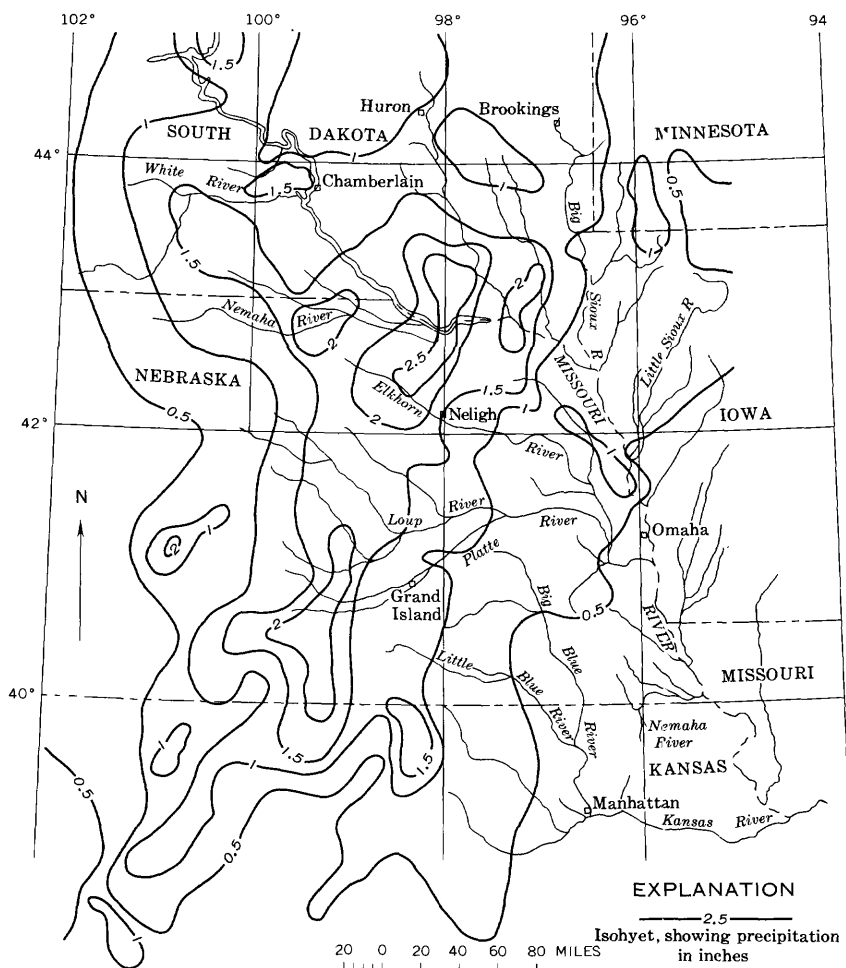 102° 100° 98° 96° 94
1.5
Huron Brookings
1
SOUTH DAKOTA MINNESOTA
44°
1
0.5
White River
1.5 Chamberlain
1
Big
1.5
1
2
Sioux R
Nemaha River
Little Sioux R
2
2.5
MISSOURI
NEBRASKA
1.5
Elkhorn
1
0.5
2
Neligh
IOWA
42°
River
1
N
River
1
Loup
River
2
Omaha
Platte
Grand
Island
Big
0.5
2
RIVER
Little
Blue
MISSOURI
40°
Blue
River
River
Nemaha
River
1
1.5
1.5
KANSAS
0.5
Manhattan
1
0.5
Kansas River
EXPLANATION
1
2.5
Isohyet, showing precipitation
in inches
20 0 20 40 60 80 MILES